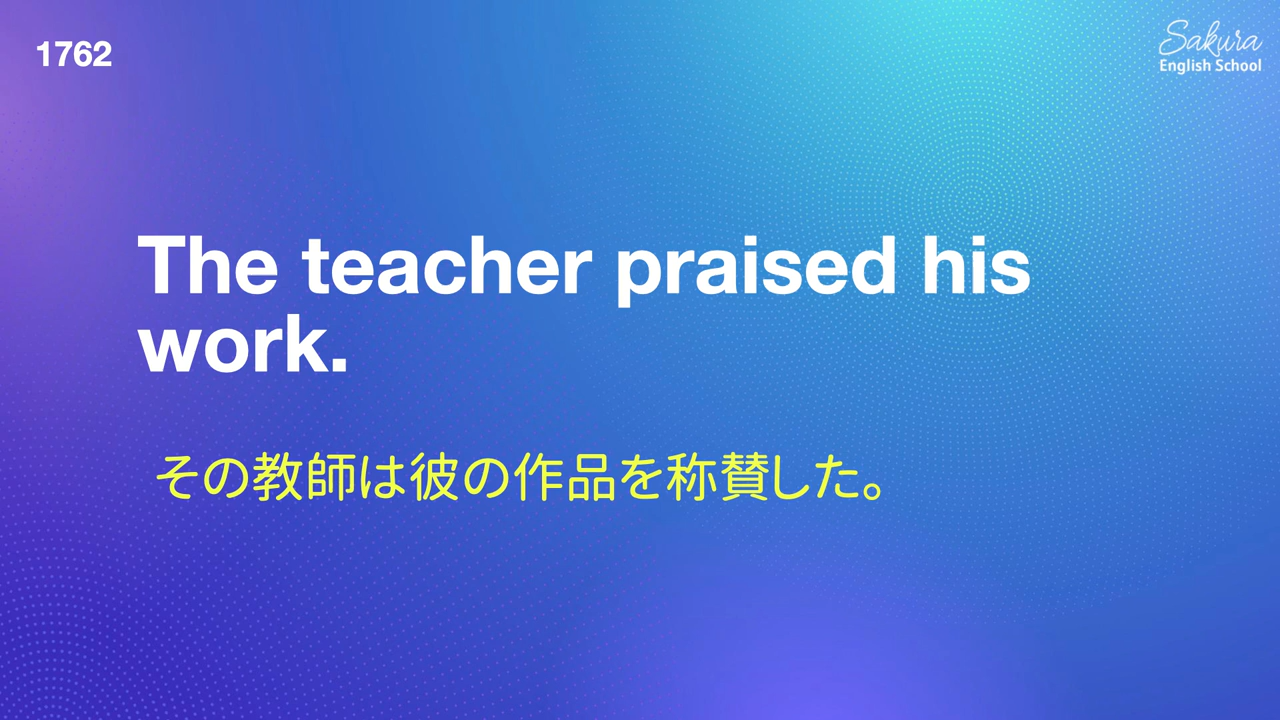 1762
Sakura
English School
The teacher praised his
work.
その教師は彼の作品を称賛した。